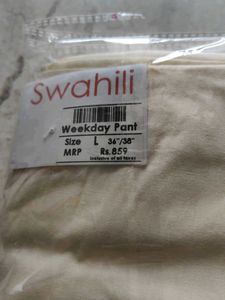 Swahili
Weekday Pant
Size L 36"/38"
MRP Rs.859
Inclusive of all taxes